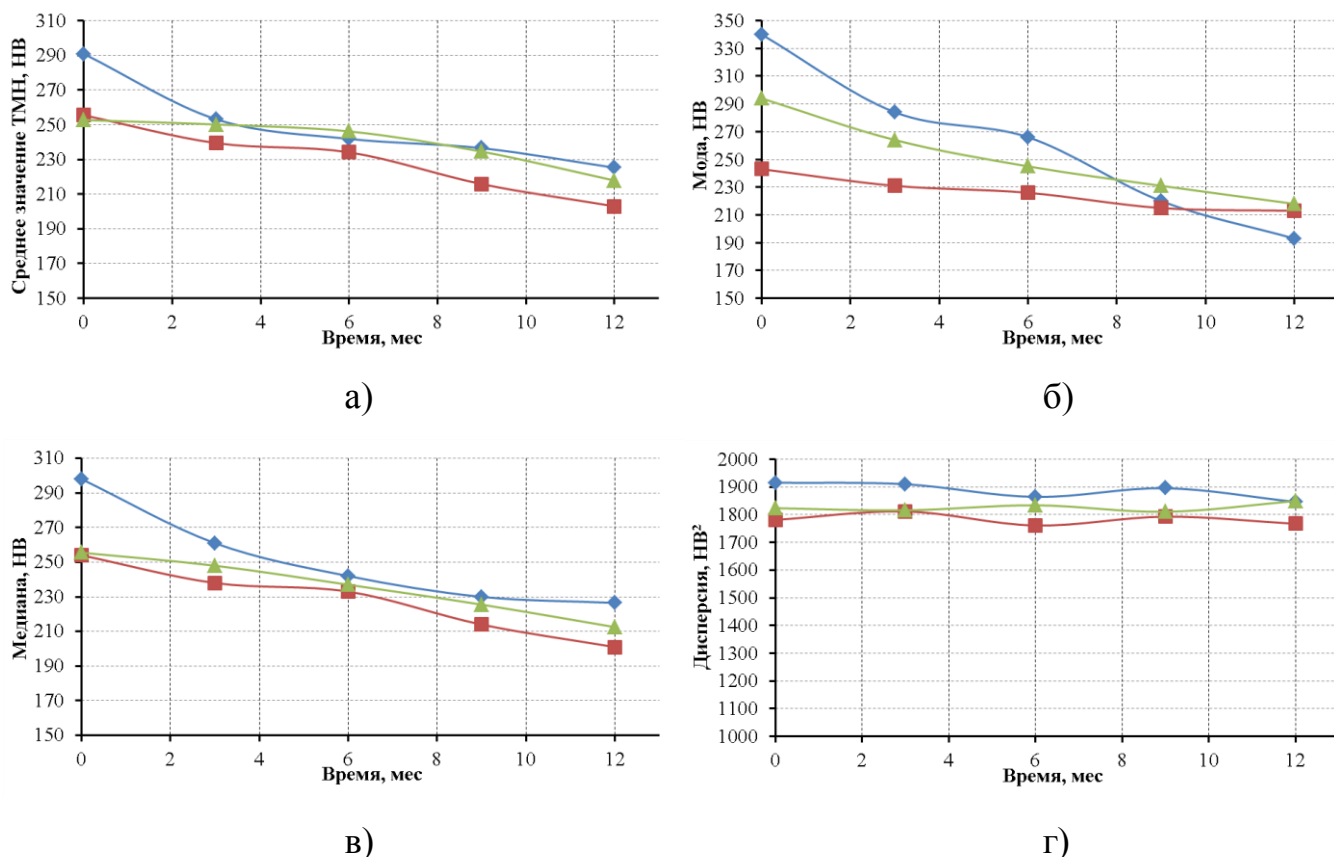 Среднее значение ТМН, НВ
310
290
270
250
230
210
190
170
150
0 2 4 6 8 10 12
Время, мес
а)
Мода, НВ
350
330
310
290
270
250
230
210
190
170
150
0 2 4 6 8 10 12
Время, мес
б)
Медиана, НВ
310
290
270
250
230
210
190
170
150
0 2 4 6 8 10 12
Время, мес
в)
Дисперсия, НВ²
2000
1900
1800
1700
1600
1500
1400
1300
1200
1100
1000
0 2 4 6 8 10 12
Время, мес
г)